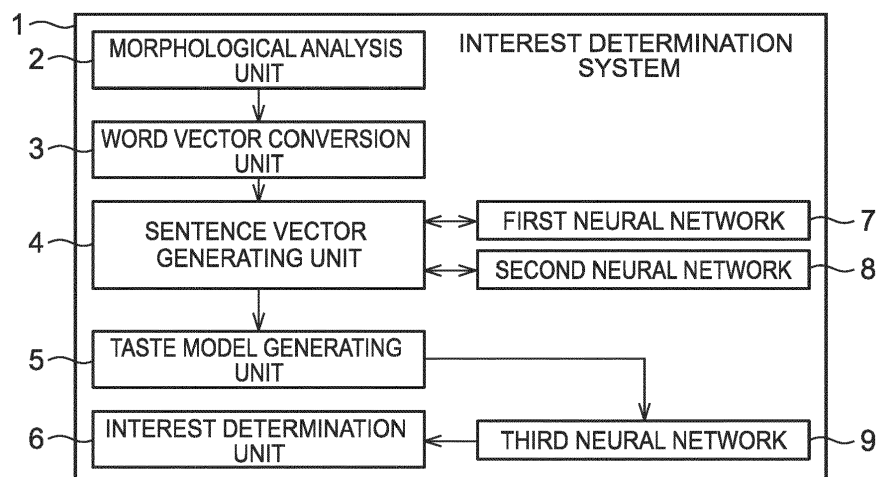 1
INTEREST DETERMINATION
SYSTEM
2
MORPHOLOGICAL ANALYSIS
UNIT
3
WORD VECTOR CONVERSION
UNIT
4
SENTENCE VECTOR
GENERATING UNIT
FIRST NEURAL NETWORK
7
SECOND NEURAL NETWORK
8
5
TASTE MODEL GENERATING
UNIT
6
INTEREST DETERMINATION
UNIT
THIRD NEURAL NETWORK
9